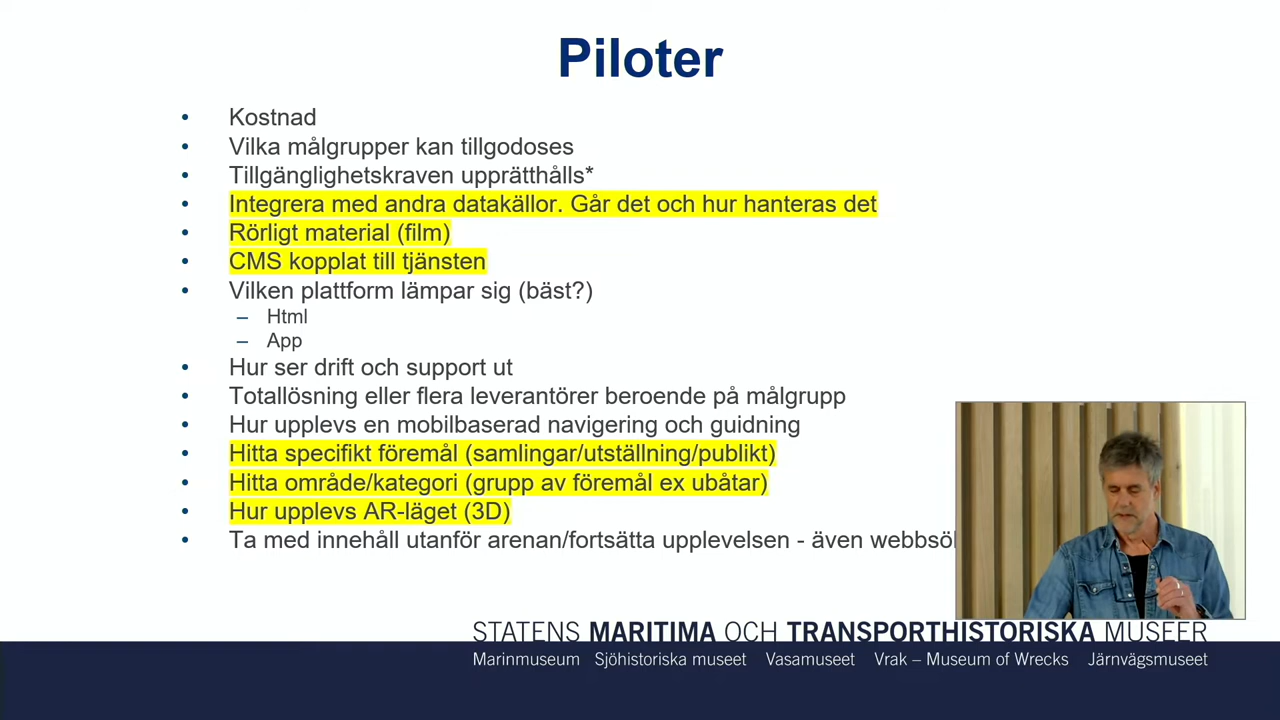 Piloter
• Kostnad
• Vilka målgrupper kan tillgodoses
• Tillgänglighetskraven upprätthålls*
• Integrera med andra datakällor. Går det och hur hanteras det
• Rörligt material (film)
• CMS kopplat till tjänsten
• Vilken plattform lämpar sig (bäst?)
– Html
– App
• Hur ser drift och support ut
• Totallösning eller flera leverantörer beroende på målgrupp
• Hur upplevs en mobilbaserad navigering och guidning
• Hitta specifikt föremål (samlingar/utställning/publikt)
• Hitta område/kategori (grupp av föremål ex ubåtar)
• Hur upplevs AR-läget (3D)
• Ta med innehåll utanför arenan/fortsätta upplevelsen - även
STATENS MARITIMA OCH TRANSPORTHISTORISKA MUSEER
Marinmuseum Sjöhistoriska museet Vasamuseet Vrak – Museum of Wrecks Järnvägsmuseet